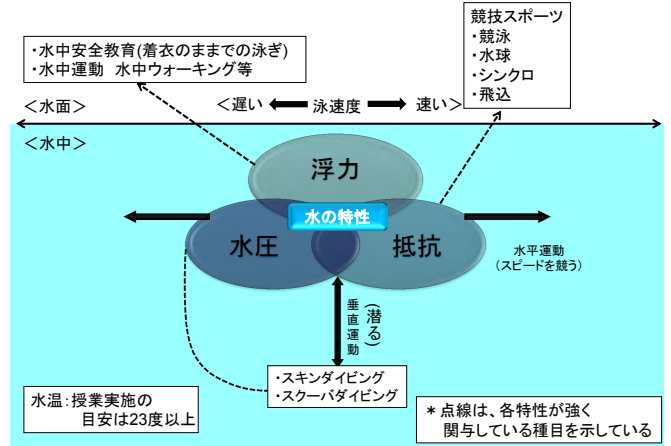 ・水中安全教育(着衣のままでの泳ぎ)
・水中運動 水中ウォーキング等
競技スポーツ
・競泳
・水球
・シンクロ
・飛込
<水面>
<遅い 泳速度 速い>
<水中>
浮力
水の特性
水圧
抵抗
水平運動
(スピードを競う)
垂直運動
(潜る)
・スキンダイビング
・スクーバダイビング
水温:授業実施の
目安は23度以上
*点線は、各特性が強く
関与している種目を示している